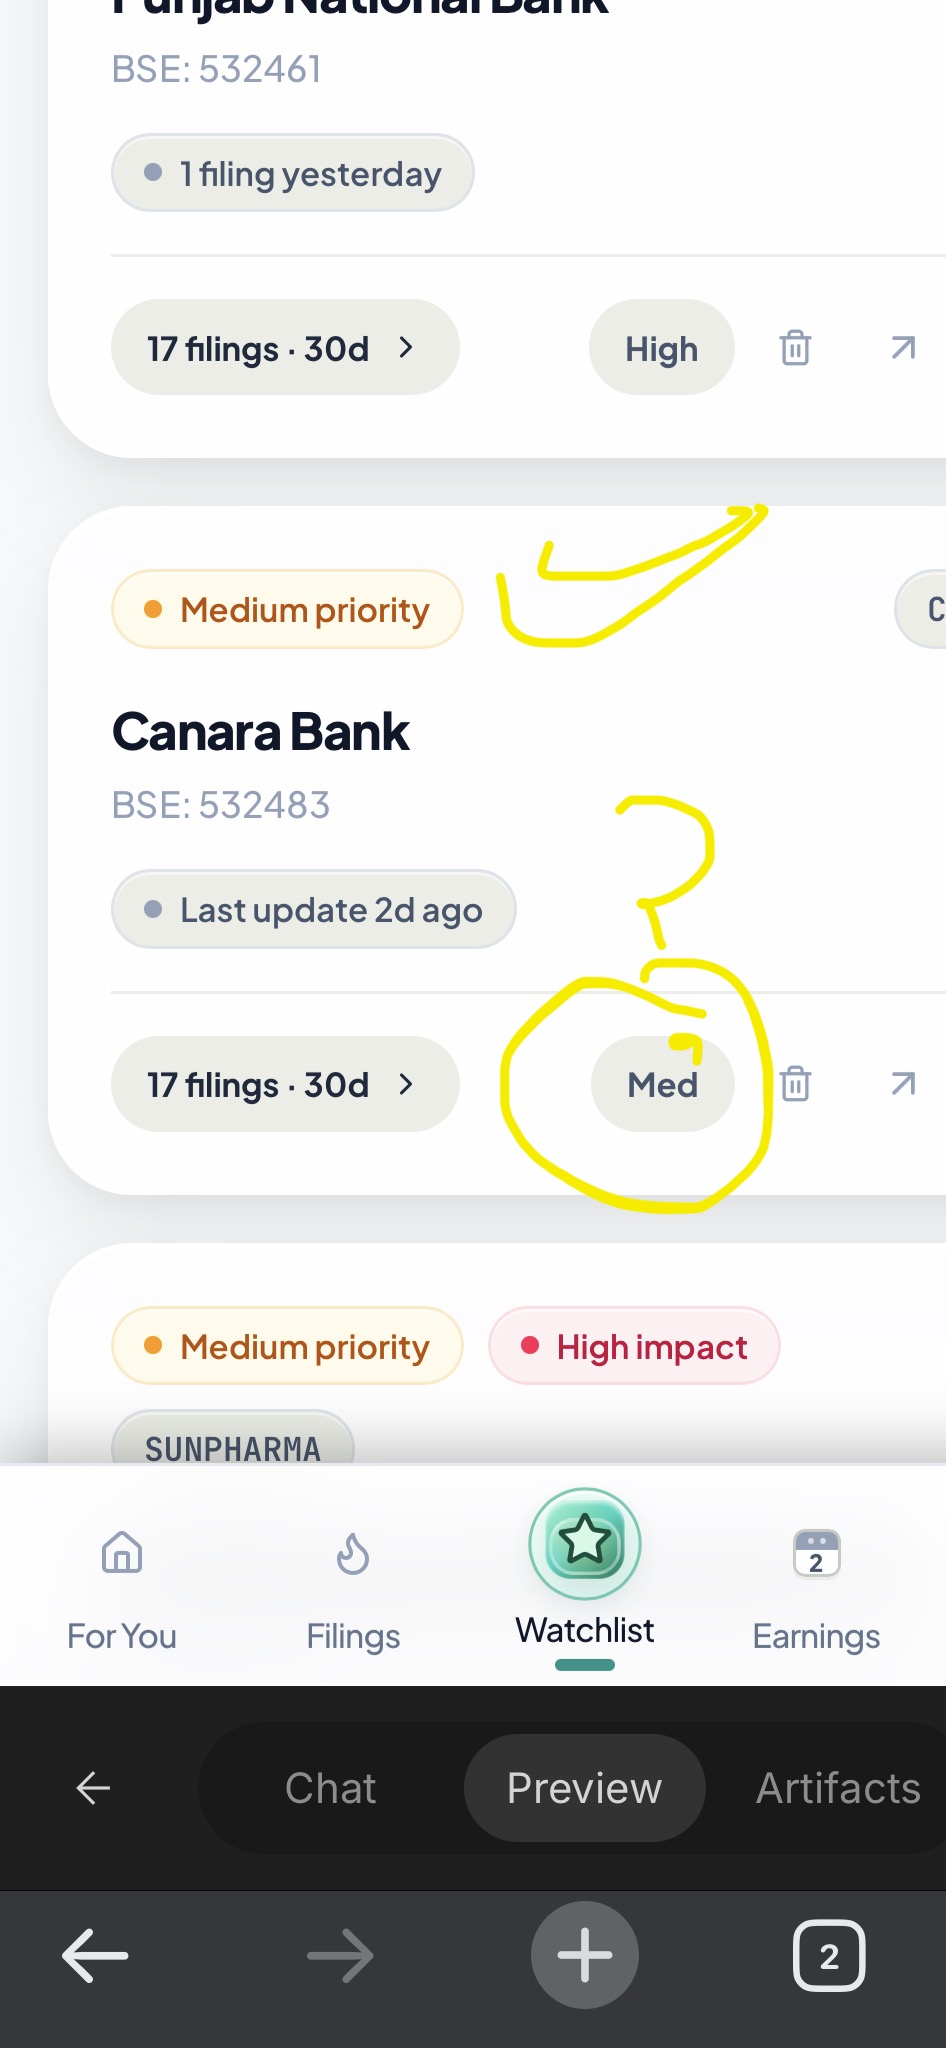 Punjab National Bank
BSE: 532461
1 filing yesterday
17 filings · 30d
High
Medium priority
C
Canara Bank
BSE: 532483
?
Last update 2d ago
17 filings · 30d
Med
Medium priority
High impact
SUNPHARMA
2
For You
Filings
Watchlist
Earnings
Chat
Preview
Artifacts
2